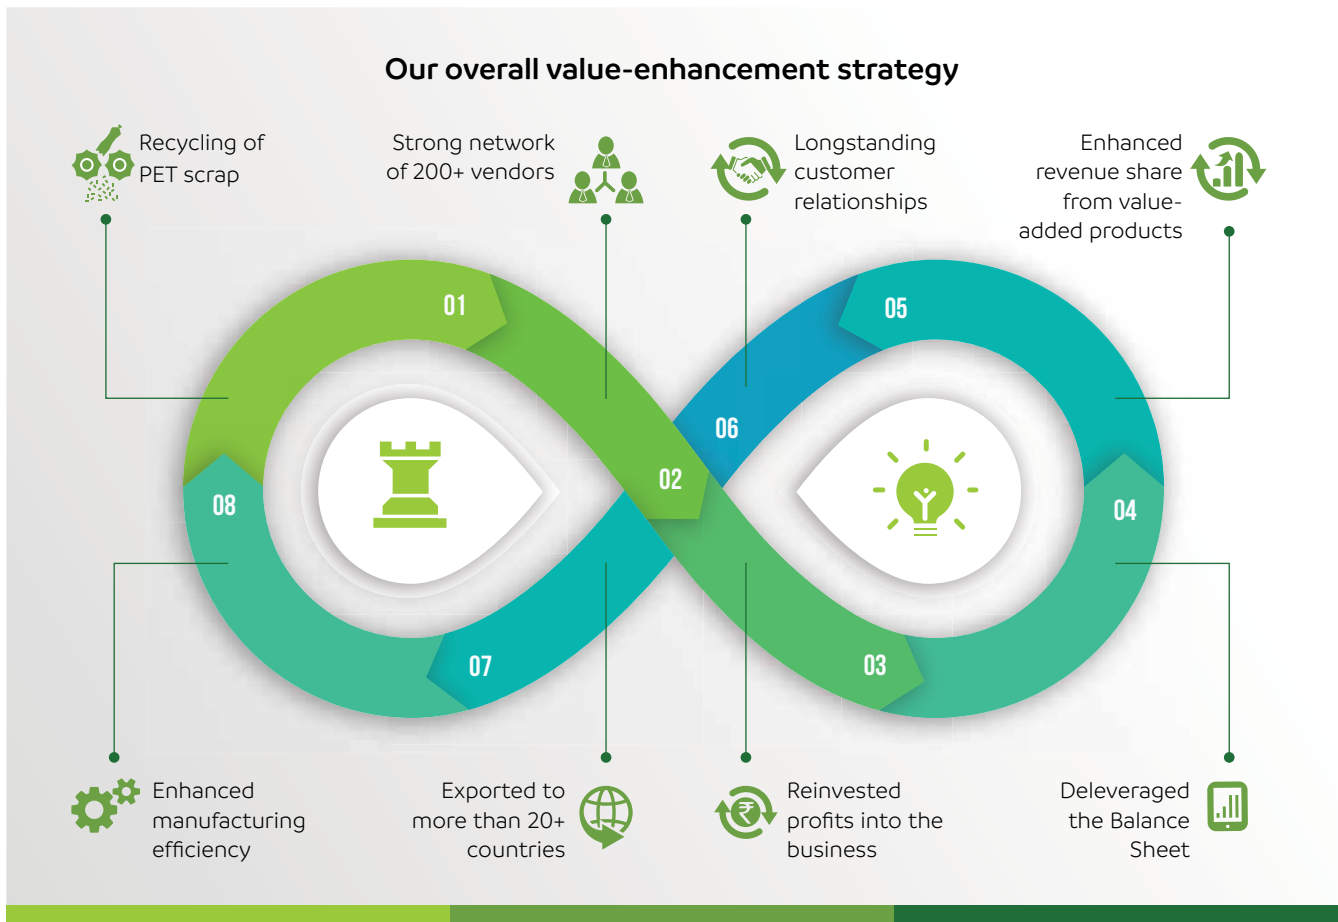 Our overall value-enhancement strategy
Recycling of
PET scrap
Strong network
of 200+ vendors
Longstanding
customer
relationships
Enhanced
revenue share
from value-
added products
01
05
06
02
08
04
07
03
Enhanced
manufacturing
efficiency
Exported to
more than 20+
countries
₹
Reinvested
profits into the
business
Deleveraged
the Balance
Sheet